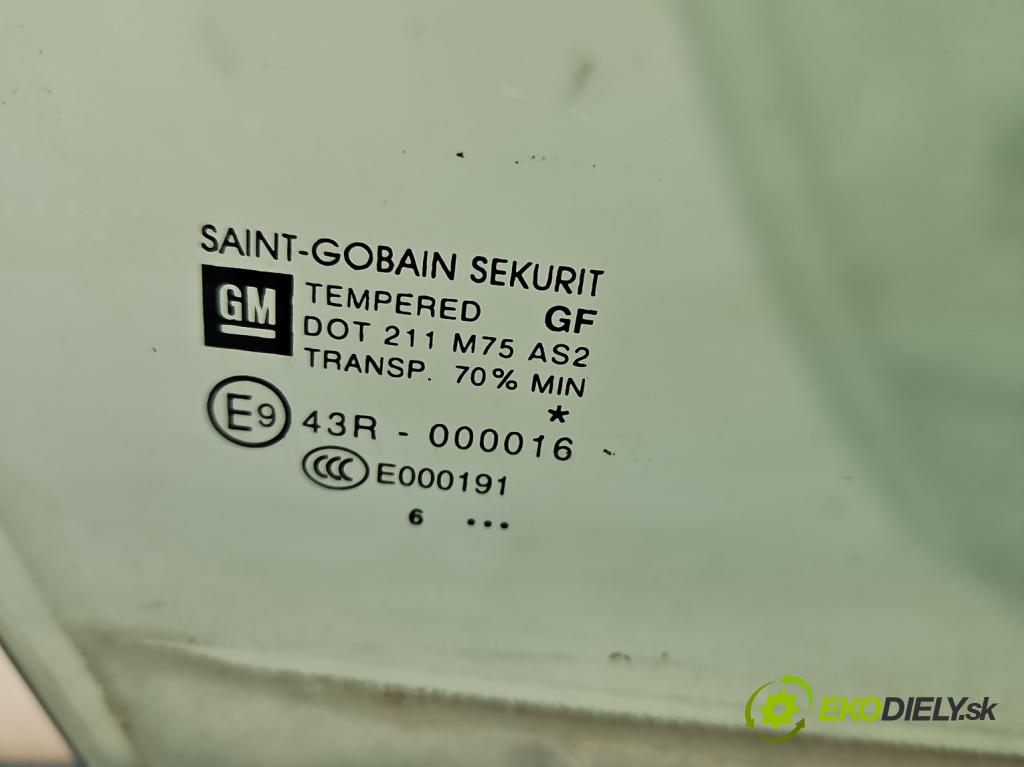 SAINT-GOBAIN SEKURIT
GM TEMPERED GF
DOT 211 M75 AS2
TRANSP. 70% MIN
*
E9 43R - 000016
CCC E000191
6 ...
EKODIELY.sk